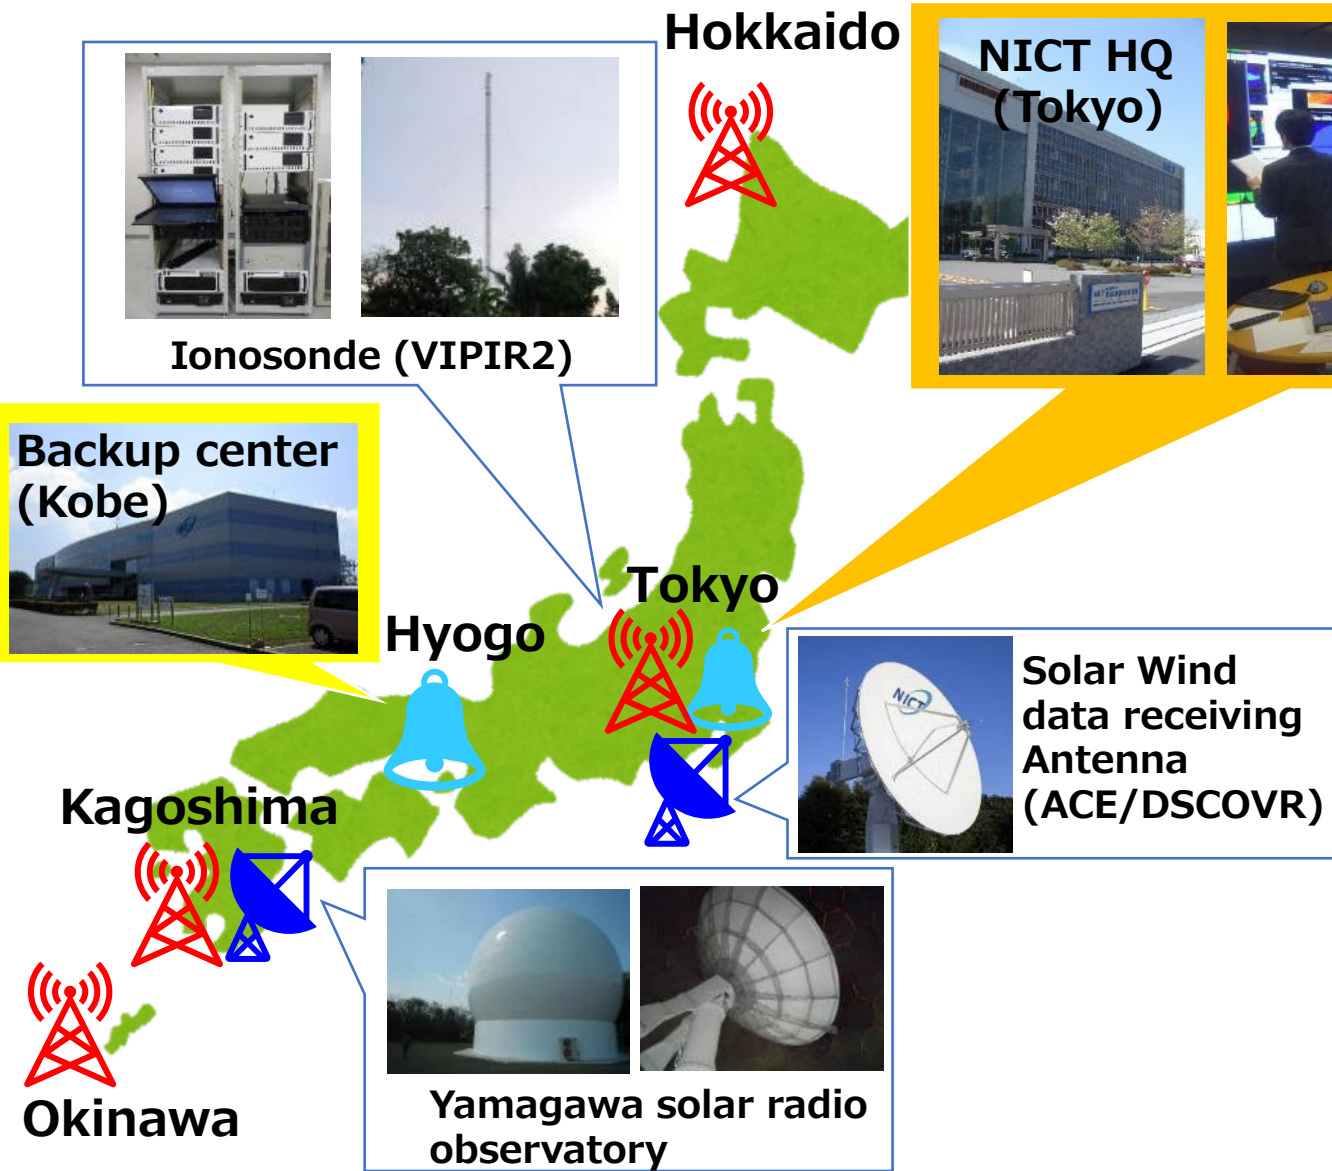 Hokkaido
NICT HQ
(Tokyo)
Ionosonde (VIPIR2)
Backup center
(Kobe)
Tokyo
Hyogo
NICT
Solar Wind
data receiving
Antenna
(ACE/DSCOVR)
Kagoshima
Okinawa
Yamagawa solar radio
observatory